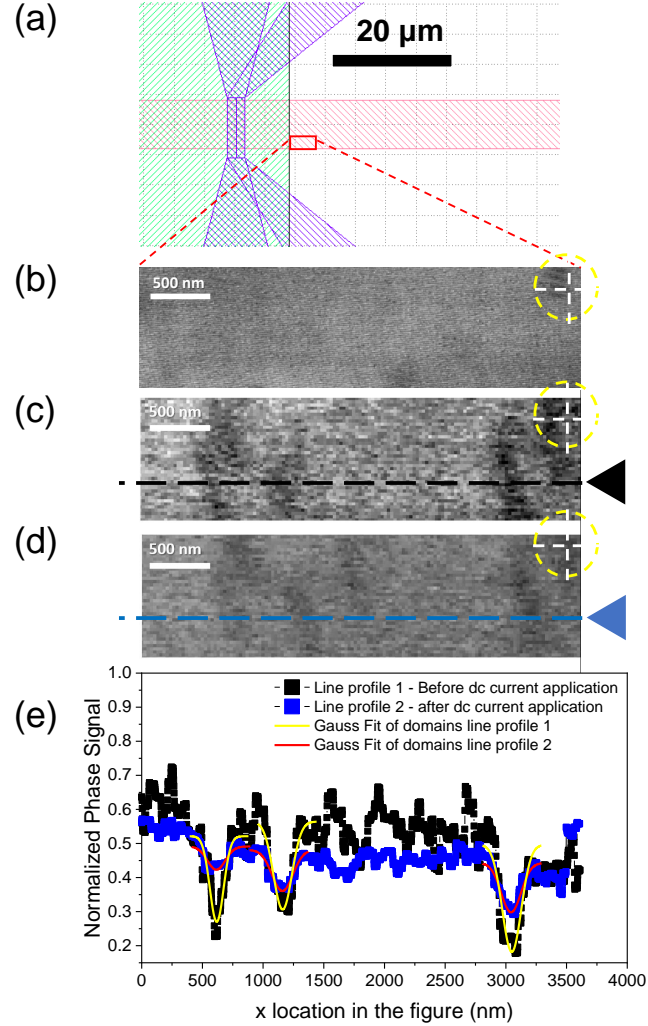 (a)
20 µm
(b)
500 nm
(c)
500 nm
(d)
500 nm
(e)
1.0
0.9
0.8
0.7
0.6
0.5
0.4
0.3
0.2
Normalized Phase Signal
Line profile 1 - Before dc current application
Line profile 2 - after dc current application
Gauss Fit of domains line profile 1
Gauss Fit of domains line profile 2
0 500 1000 1500 2000 2500 3000 3500 4000
x location in the figure (nm)